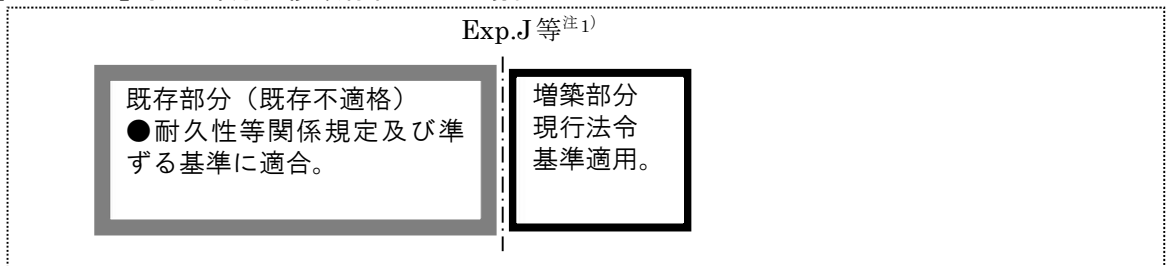 Exp.J 等注1)
既存部分（既存不適格）
●耐久性等関係規定及び準
ずる基準に適合。
増築部分
現行法令
基準適用。